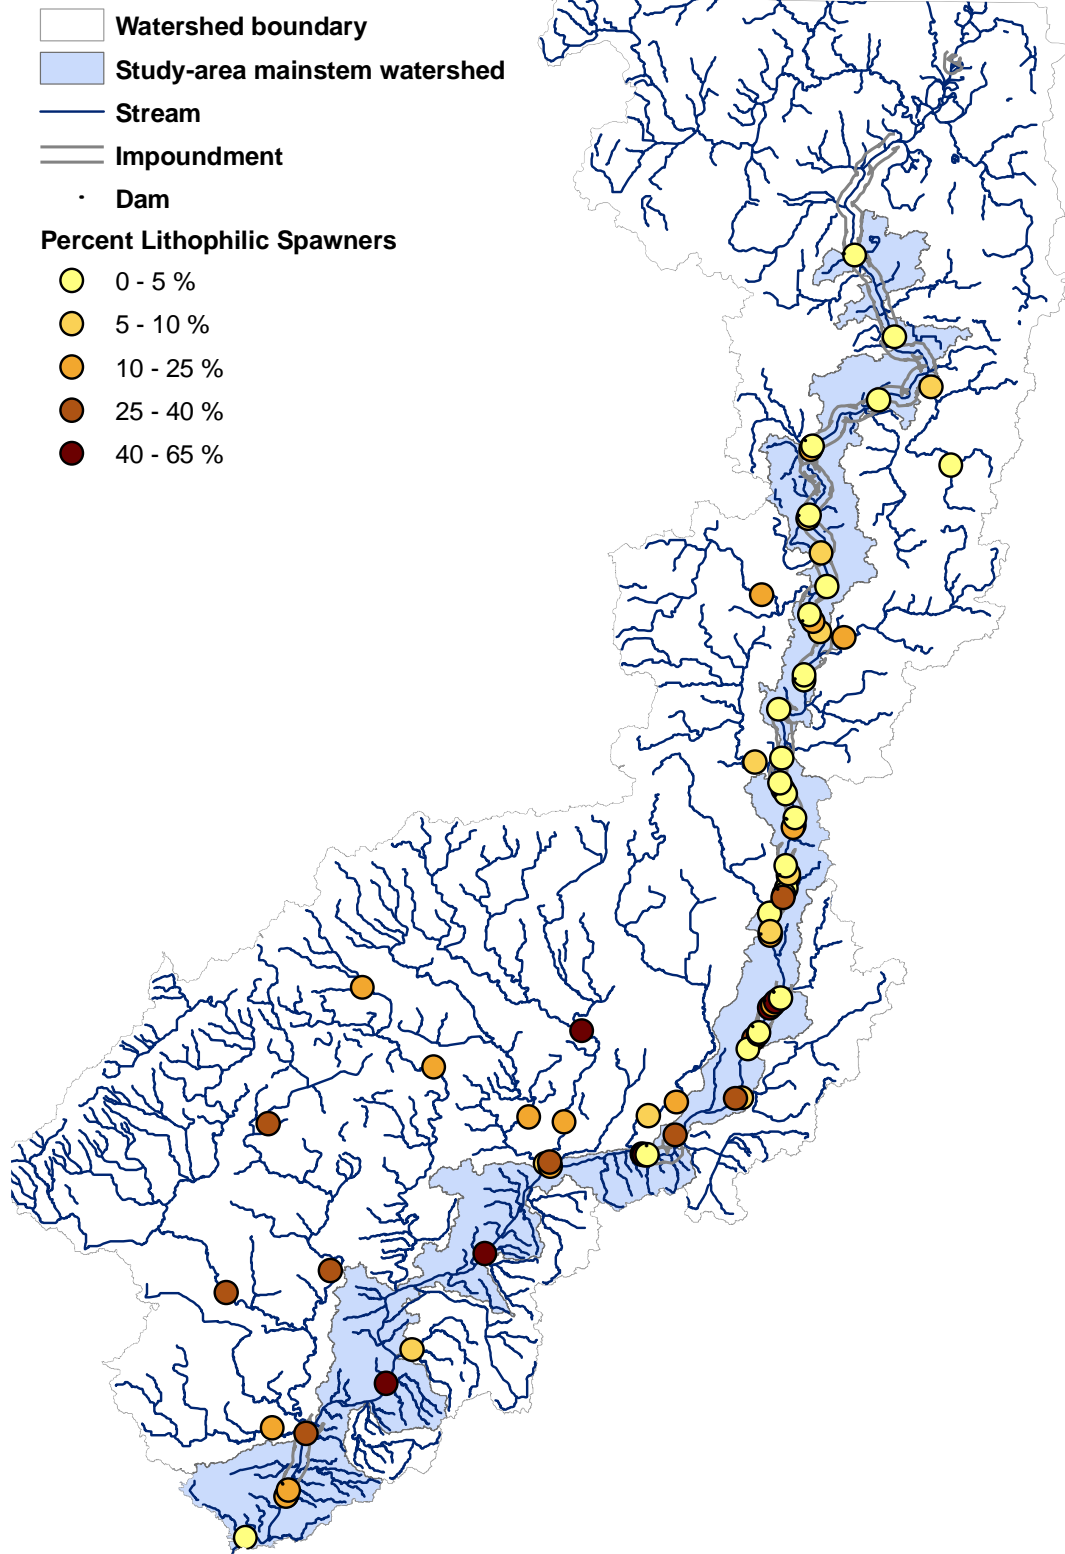 Watershed boundary
Study-area mainstem watershed
Stream
Impoundment
Dam
Percent Lithophilic Spawners
0 - 5 %
5 - 10 %
10 - 25 %
25 - 40 %
40 - 65 %